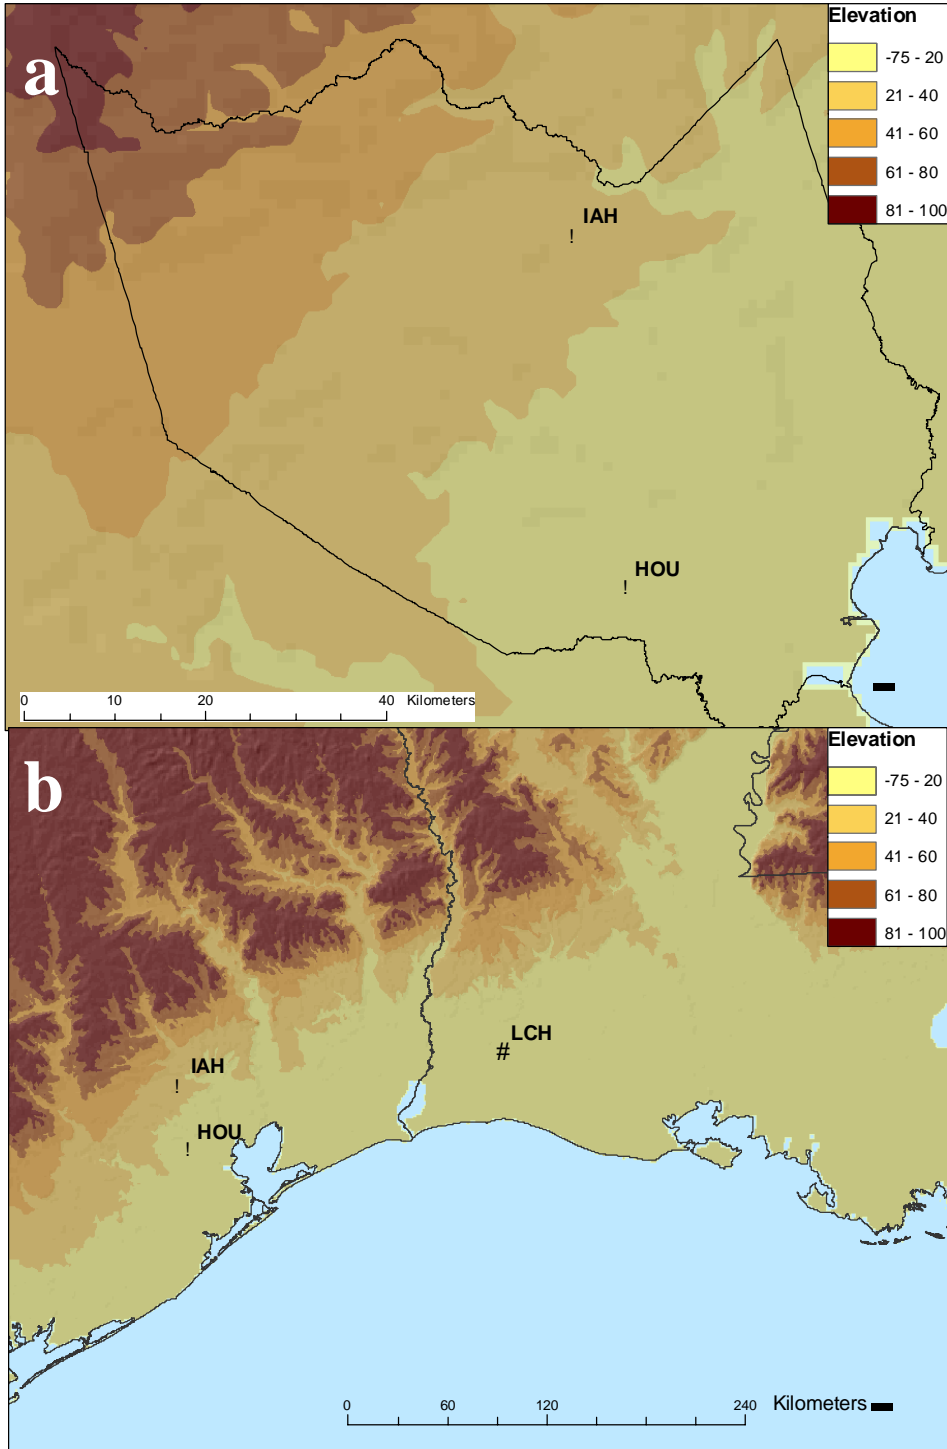 a
Elevation
-75 - 20
21 - 40
41 - 60
61 - 80
81 - 100
IAH
!
HOU
!
0 10 20 40 Kilometers
b
Elevation
-75 - 20
21 - 40
41 - 60
61 - 80
81 - 100
LCH
#
IAH
!
HOU
!
0 60 120 240 Kilometers